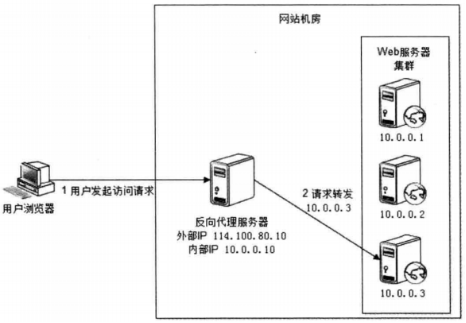 网站机房
Web服务器
集群
10.0.0.1
1 用户发起访问请求
2 请求转发
10.0.0.3
用户浏览器
反向代理服务器
外部IP 114.100.80.10
内部IP 10.0.0.10
10.0.0.2
10.0.0.3